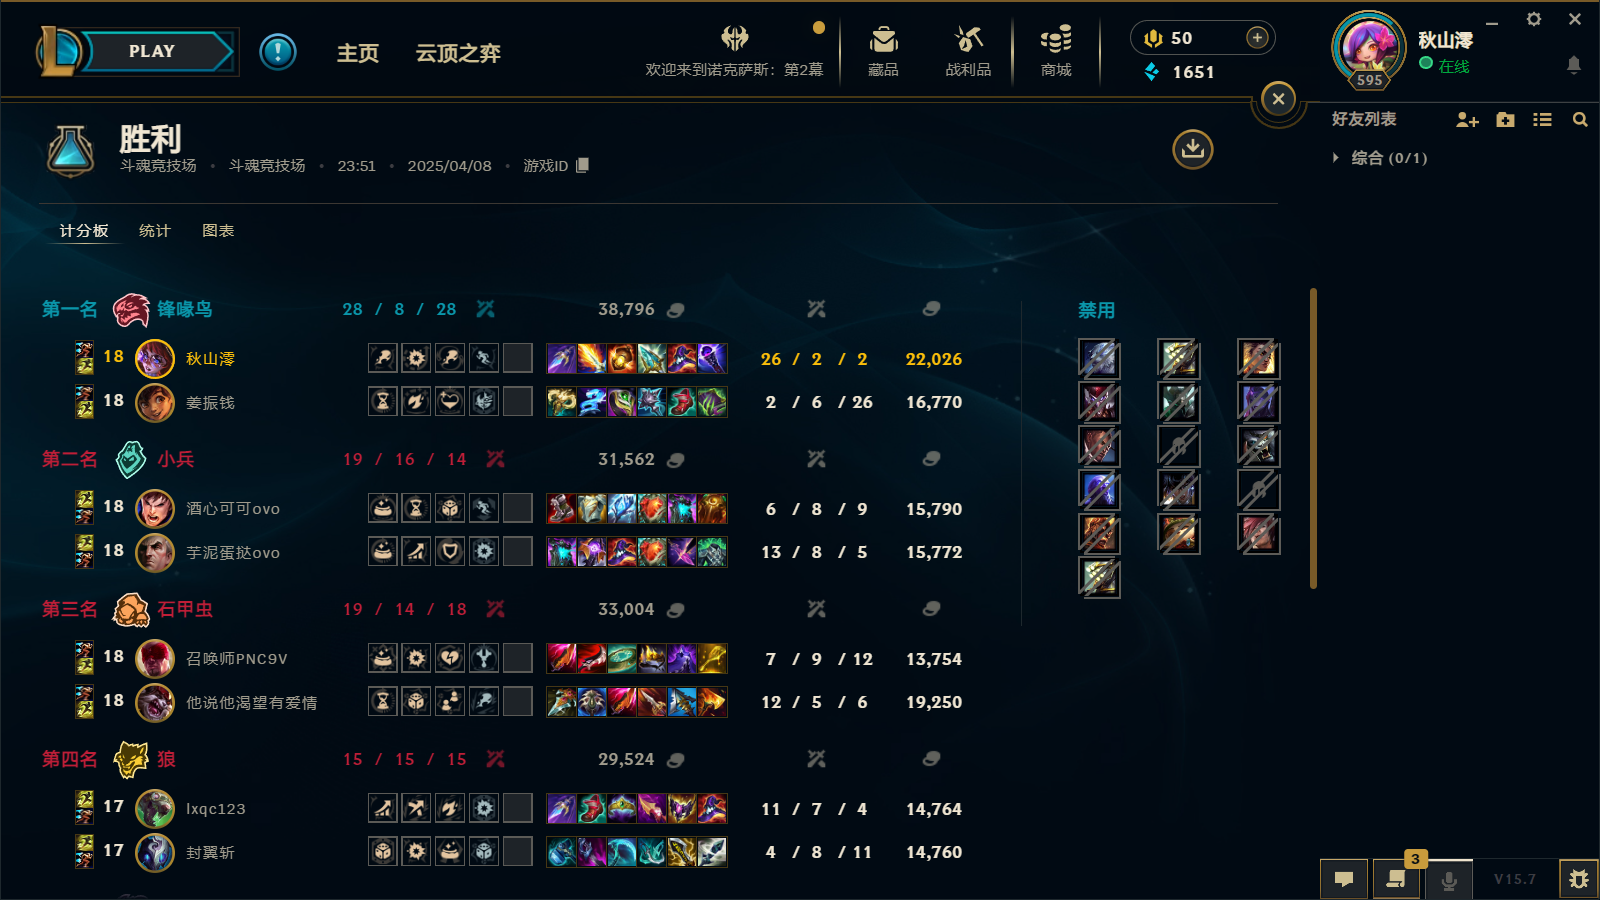 PLAY
主页
云顶之弈
欢迎来到诺克萨斯：第2幕
藏品
战利品
商城
50
1651
595
秋山澪
在线
好友列表
综合 (0/1)
胜利
斗魂竞技场 • 斗魂竞技场 • 23:51 • 2025/04/08 • 游戏ID
计分板 统计 图表
第一名 锋喙鸟 28 / 8 / 28 38,796
18 秋山澪 26 / 2 / 2 22,026
18 姜振钱 2 / 6 / 26 16,770
第二名 小兵 19 / 16 / 14 31,562
18 酒心可可ovo 6 / 8 / 9 15,790
18 芋泥蛋挞ovo 13 / 8 / 5 15,772
第三名 石甲虫 19 / 14 / 18 33,004
18 召唤师PNC9V 7 / 9 / 12 13,754
18 他说他渴望有爱情 12 / 5 / 6 19,250
第四名 狼 15 / 15 / 15 29,524
17 lxqc123 11 / 7 / 4 14,764
17 封翼斩 4 / 8 / 11 14,760
禁用
3
V15.7